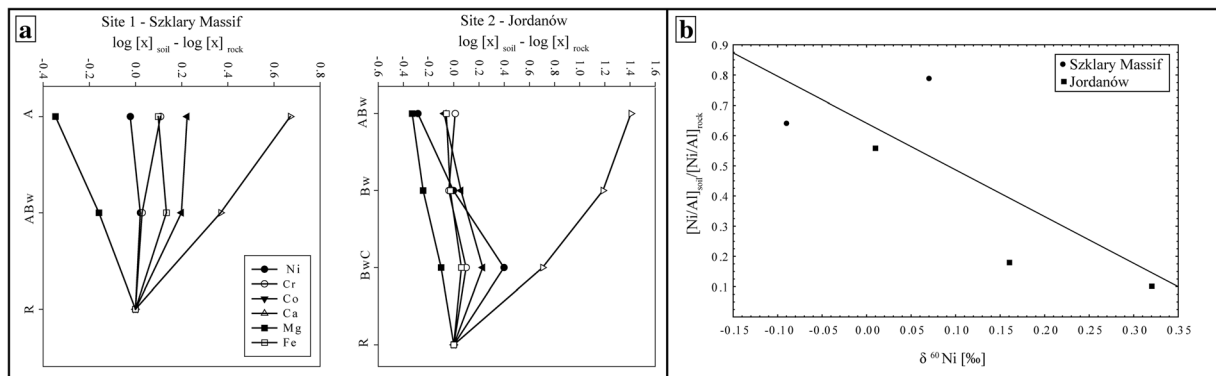 a
Site 1 - Szklary Massif
log [x] soil - log [x] rock
-0.4 -0.2 0.0 0.2 0.4 0.6 0.8
A
ABw
R
Ni
Cr
Co
Ca
Mg
Fe
Site 2 - Jordanów
log [x] soil - log [x] rock
-0.6 -0.4 -0.2 0.0 0.2 0.4 0.6 0.8 1.0 1.2 1.4 1.6
ABw
Bw
BwC
R
b
[Ni/Al]soil/[Ni/Al]rock
0.9
0.8
0.7
0.6
0.5
0.4
0.3
0.2
0.1
Szklary Massif
Jordanów
-0.15 -0.10 -0.05 0.00 0.05 0.10 0.15 0.20 0.25 0.30 0.35
δ 60 Ni [‰]